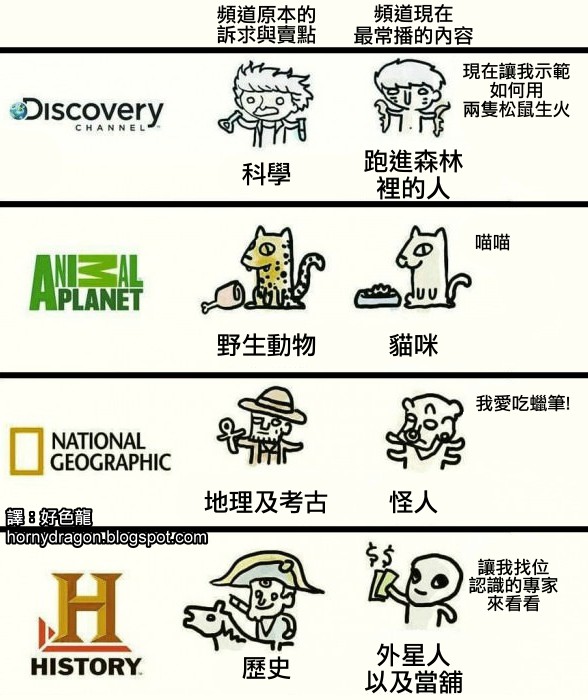 頻道原本的
訴求與賣點
頻道現在
最常播的內容
DISCOVERY
CHANNEL™
科學
跑進森林
裡的人
現在讓我示範
如何用
兩隻松鼠生火
ANIMAL
PLANET
野生動物
貓咪
喵喵
NATIONAL
GEOGRAPHIC
地理及考古
怪人
我愛吃蠟筆!
譯：好色龍
hornydragon.blogspot.com
H
HISTORY
歷史
$$
外星人
以及當舖
讓我找位
認識的專家
來看看